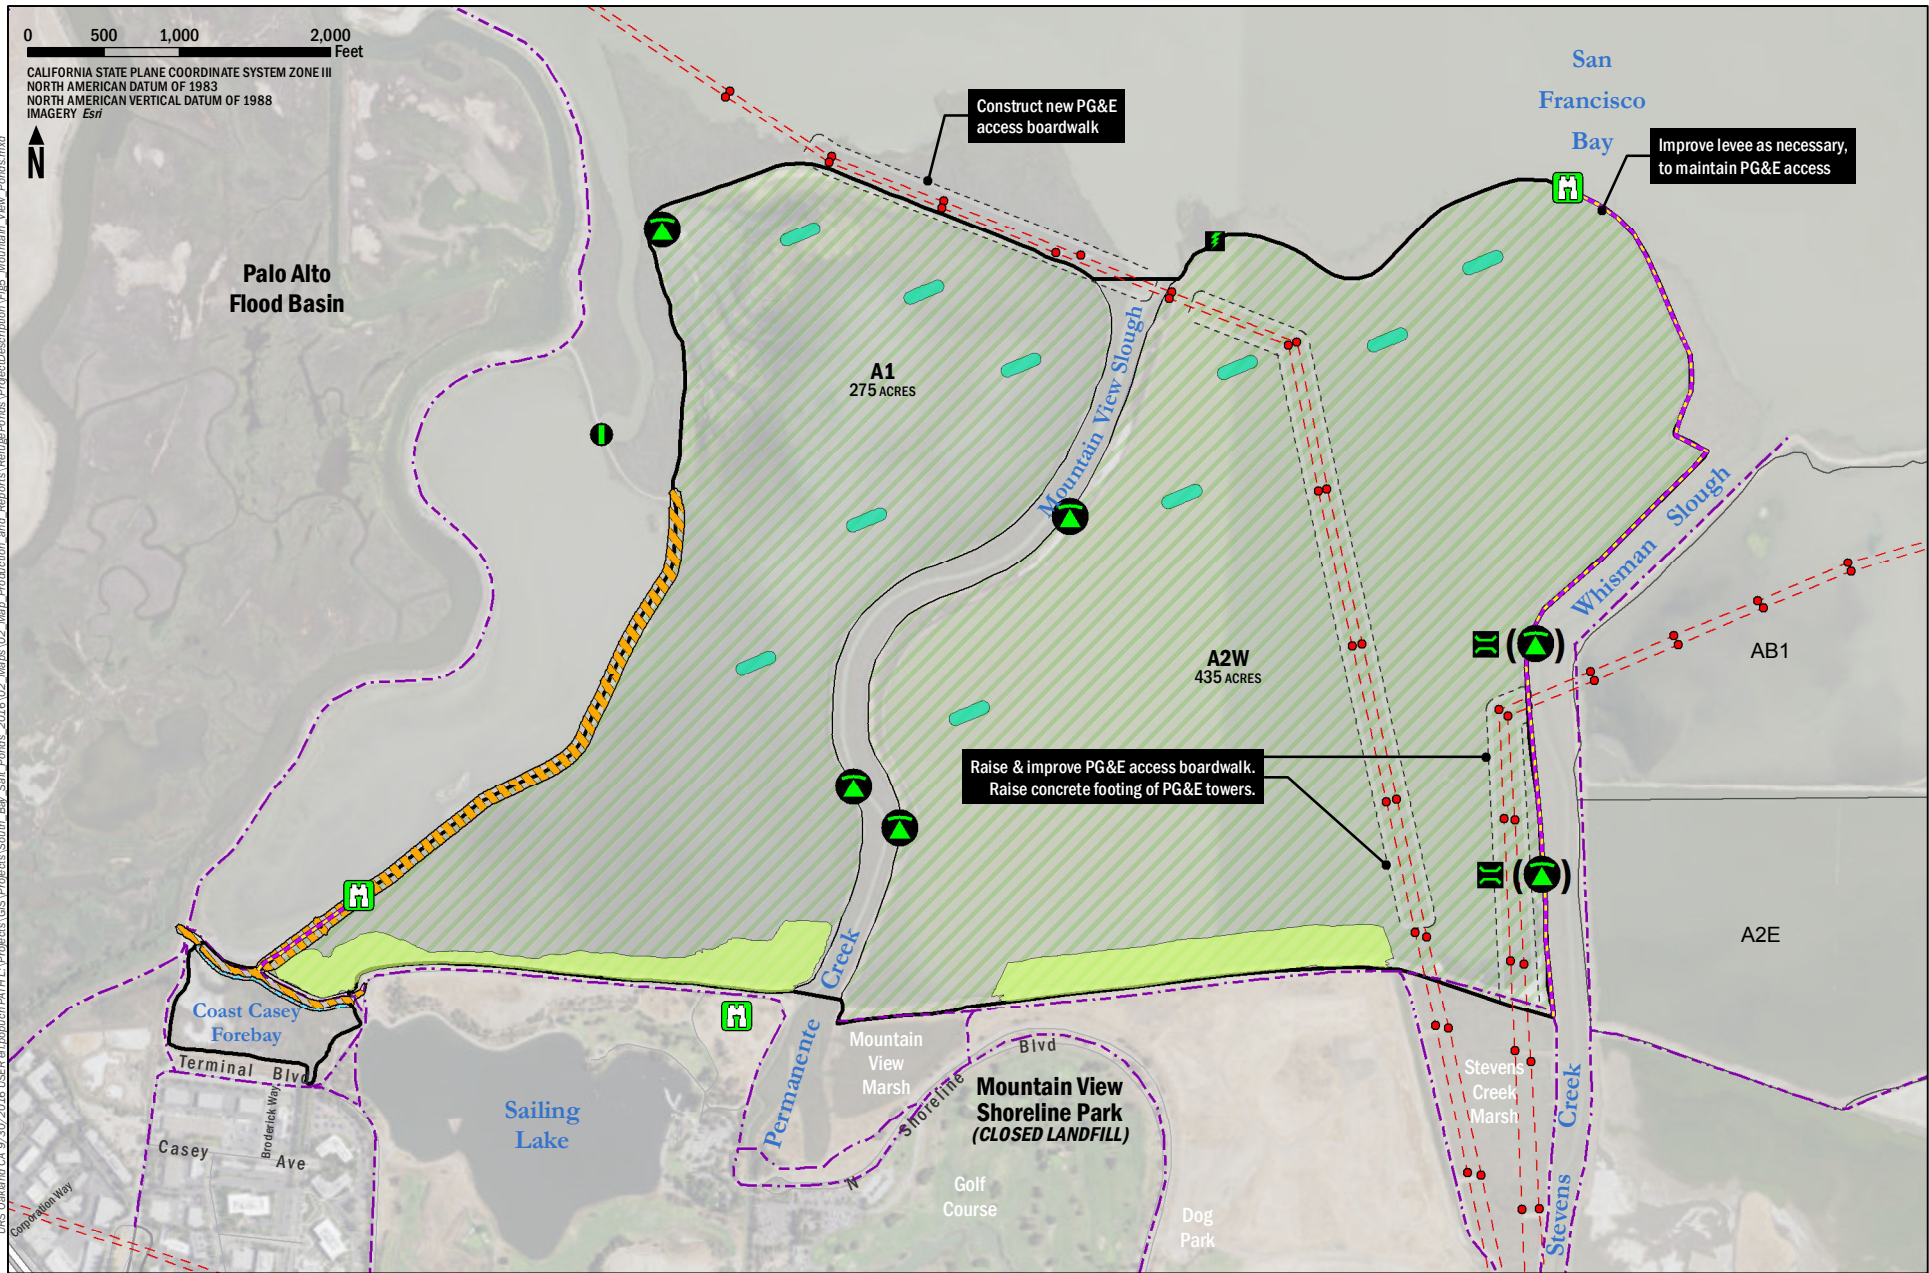 0 500 1,000 2,000
Feet
CALIFORNIA STATE PLANE COORDINATE SYSTEM ZONE III
NORTH AMERICAN DATUM OF 1983
NORTH AMERICAN VERTICAL DATUM OF 1988
IMAGERY Esri
N
Construct new PG&E
access boardwalk
San
Francisco
Bay
Improve levee as necessary,
to maintain PG&E access
Palo Alto
Flood Basin
A1
275 ACRES
Mountain View Slough
Whisman Slough
A2W
435 ACRES
AB1
Raise & improve PG&E access boardwalk.
Raise concrete footing of PG&E towers.
A2E
Coast Casey
Forebay
Terminal Blvd
Broderick Way
Casey Ave
Corporation Way
Sailing
Lake
Permanente Creek
Mountain
View
Marsh
N Shoreline Blvd
Mountain View
Shoreline Park
(CLOSED LANDFILL)
Golf
Course
Dog
Park
Stevens
Creek
Marsh
Stevens Creek